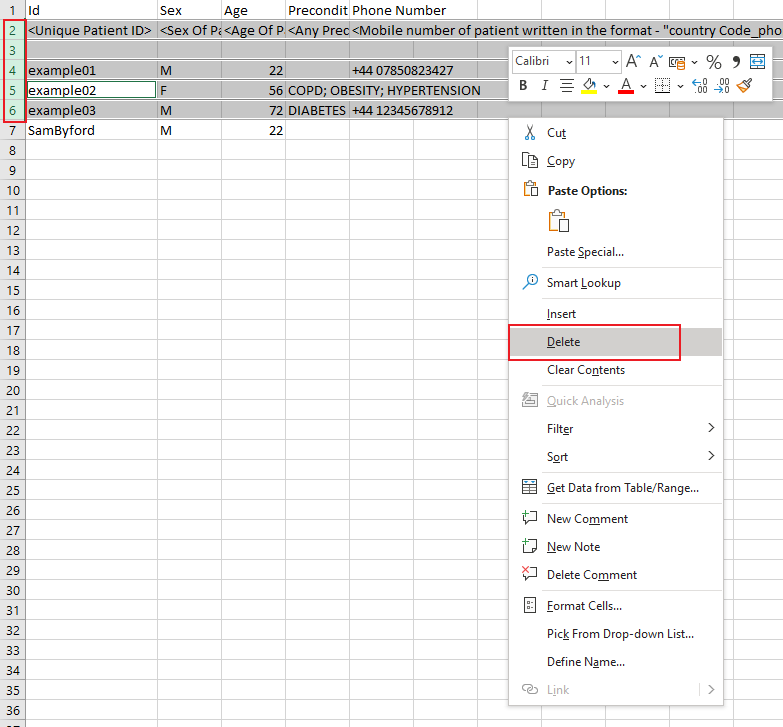 1 Id Sex Age Precondit Phone Number
2 <Unique Patient ID> <Sex Of Pa <Age Of P <Any Prec <Mobile number of patient written in the format - "country Code_pho
3
4 example01 M 22 +44 07850823427
5 example02 F 56 COPD; OBESITY; HYPERTENSION
6 example03 M 72 DIABETES +44 12345678912
7 SamByford M 22
8
9
10
11
12
13
14
15
16
17
18
19
20
21
22
23
24
25
26
27
28
29
30
31
32
33
34
35
36
Calibri 11 A A % 9
B I A .00 .00
Cut
Copy
Paste Options:
Paste Special...
Smart Lookup
Insert
Delete
Clear Contents
Quick Analysis
Filter
Sort
Get Data from Table/Range...
New Comment
New Note
Delete Comment
Format Cells...
Pick From Drop-down List...
Define Name...
Link